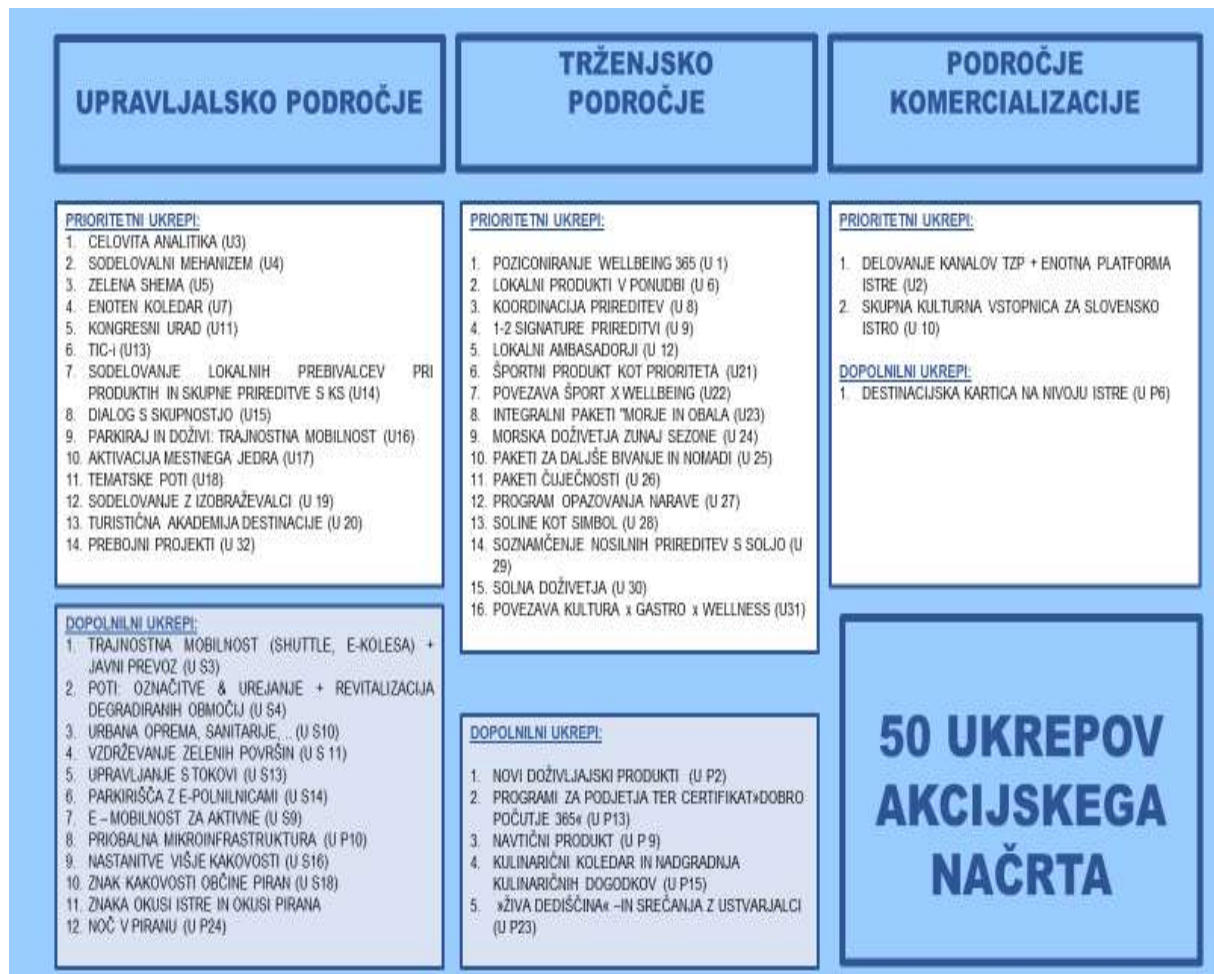 UPRAVLJALSKO PODROČJE
PRIORITETNI UKREPI:
1. CELOVITA ANALITIKA (U3)
2. SODELOVALNI MEHANIZEM (U4)
3. ZELENA SHEMA (U5)
4. ENOTEN KOLEDAR (U7)
5. KONGRESNI URAD (U11)
6. TIC-i (U13)
7. SODELOVANJE LOKALNIH PREBIVALCEV PRI
PRODUKTIH IN SKUPNE PRIREDITVE S KS (U14)
8. DIALOG S SKUPNOSTJO (U15)
9. PARKIRAJ IN DOŽIVI: TRAJNOSTNA MOBILNOST (U16)
10. AKTIVACIJA MESTNEGA JEDRA (U17)
11. TEMATSKE POTI (U18)
12. SODELOVANJE Z IZOBRAŽEVALCI (U 19)
13. TURISTIČNA AKADEMIJA DESTINACIJE (U 20)
14. PREBOJNI PROJEKTI (U 32)
DOPOLNILNI UKREPI:
1. TRAJNOSTNA MOBILNOST (SHUTTLE, E-KOLESA) +
JAVNI PREVOZ (U S3)
2. POTI: OZNAČITVE & UREJANJE + REVITALIZACIJA
DEGRADIRANIH OBMOČIJ (U S4)
3. URBANA OPREMA, SANITARIJE, .. (U S10)
4. VZDRŽEVANJE ZELENIH POVRŠIN (U S 11)
5. UPRAVLJANJE S TOKOVI (U S13)
6. PARKIRIŠČA Z E-POLNILNICAMI (U S14)
7. E – MOBILNOST ZA AKTIVNE (U S9)
8. PRIOBALNA MIKROINFRASTRUKTURA (U P10)
9. NASTANITVE VIŠJE KAKOVOSTI (U S16)
10. ZNAK KAKOVOSTI OBČINE PIRAN (U S18)
11. ZNAKA OKUSI ISTRE IN OKUSI PIRANA
12. NOČ V PIRANU (U P24)
TRŽENJSKO
PODROČJE
PRIORITETNI UKREPI:
1. POZICONIRANJE WELLBEING 365 (U 1)
2. LOKALNI PRODUKTI V PONUDBI (U 6)
3. KOORDINACIJA PRIREDITEV (U 8)
4. 1-2 SIGNATURE PRIREDITVI (U 9)
5. LOKALNI AMBASADORJI (U 12)
6. ŠPORTNI PRODUKT KOT PRIORITETA (U21)
7. POVEZAVA ŠPORT X WELLBEING (U22)
8. INTEGRALNI PAKETI "MORJE IN OBALA (U23)
9. MORSKA DOŽIVETJA ZUNAJ SEZONE (U 24)
10. PAKETI ZA DALJŠE BIVANJE IN NOMADI (U 25)
11. PAKETI ČUJEČNOSTI (U 26)
12. PROGRAM OPAZOVANJA NARAVE (U 27)
13. SOLINE KOT SIMBOL (U 28)
14. SOZNAMČENJE NOSILNIH PRIREDITEV S SOLJO (U
29)
15. SOLNA DOŽIVETJA (U 30)
16. POVEZAVA KULTURA x GASTRO x WELLNESS (U31)
DOPOLNILNI UKREPI:
1. NOVI DOŽIVLJAJSKI PRODUKTI (U P2)
2. PROGRAMI ZA PODJETJA TER CERTIFIKAT»DOBRO
POČUTJE 365« (U P13)
3. NAVTIČNI PRODUKT (U P 9)
4. KULINARIČNI KOLEDAR IN NADGRADNJA
KULINARIČNIH DOGODKOV (U P15)
5. »ŽIVA DEDIŠČINA« –IN SREČANJA Z USTVARJALCI
(U P23)
PODROČJE
KOMERCIALIZACIJE
PRIORITETNI UKREPI:
1. DELOVANJE KANALOV TZP + ENOTNA PLATFORMA
ISTRE (U2)
2. SKUPNA KULTURNA VSTOPNICA ZA SLOVENSKO
ISTRO (U 10)
DOPOLNILNI UKREPI:
1. DESTINACIJSKA KARTICA NA NIVOJU ISTRE (U P6)
50 UKREPOV
AKCIJSKEGA
NAČRTA